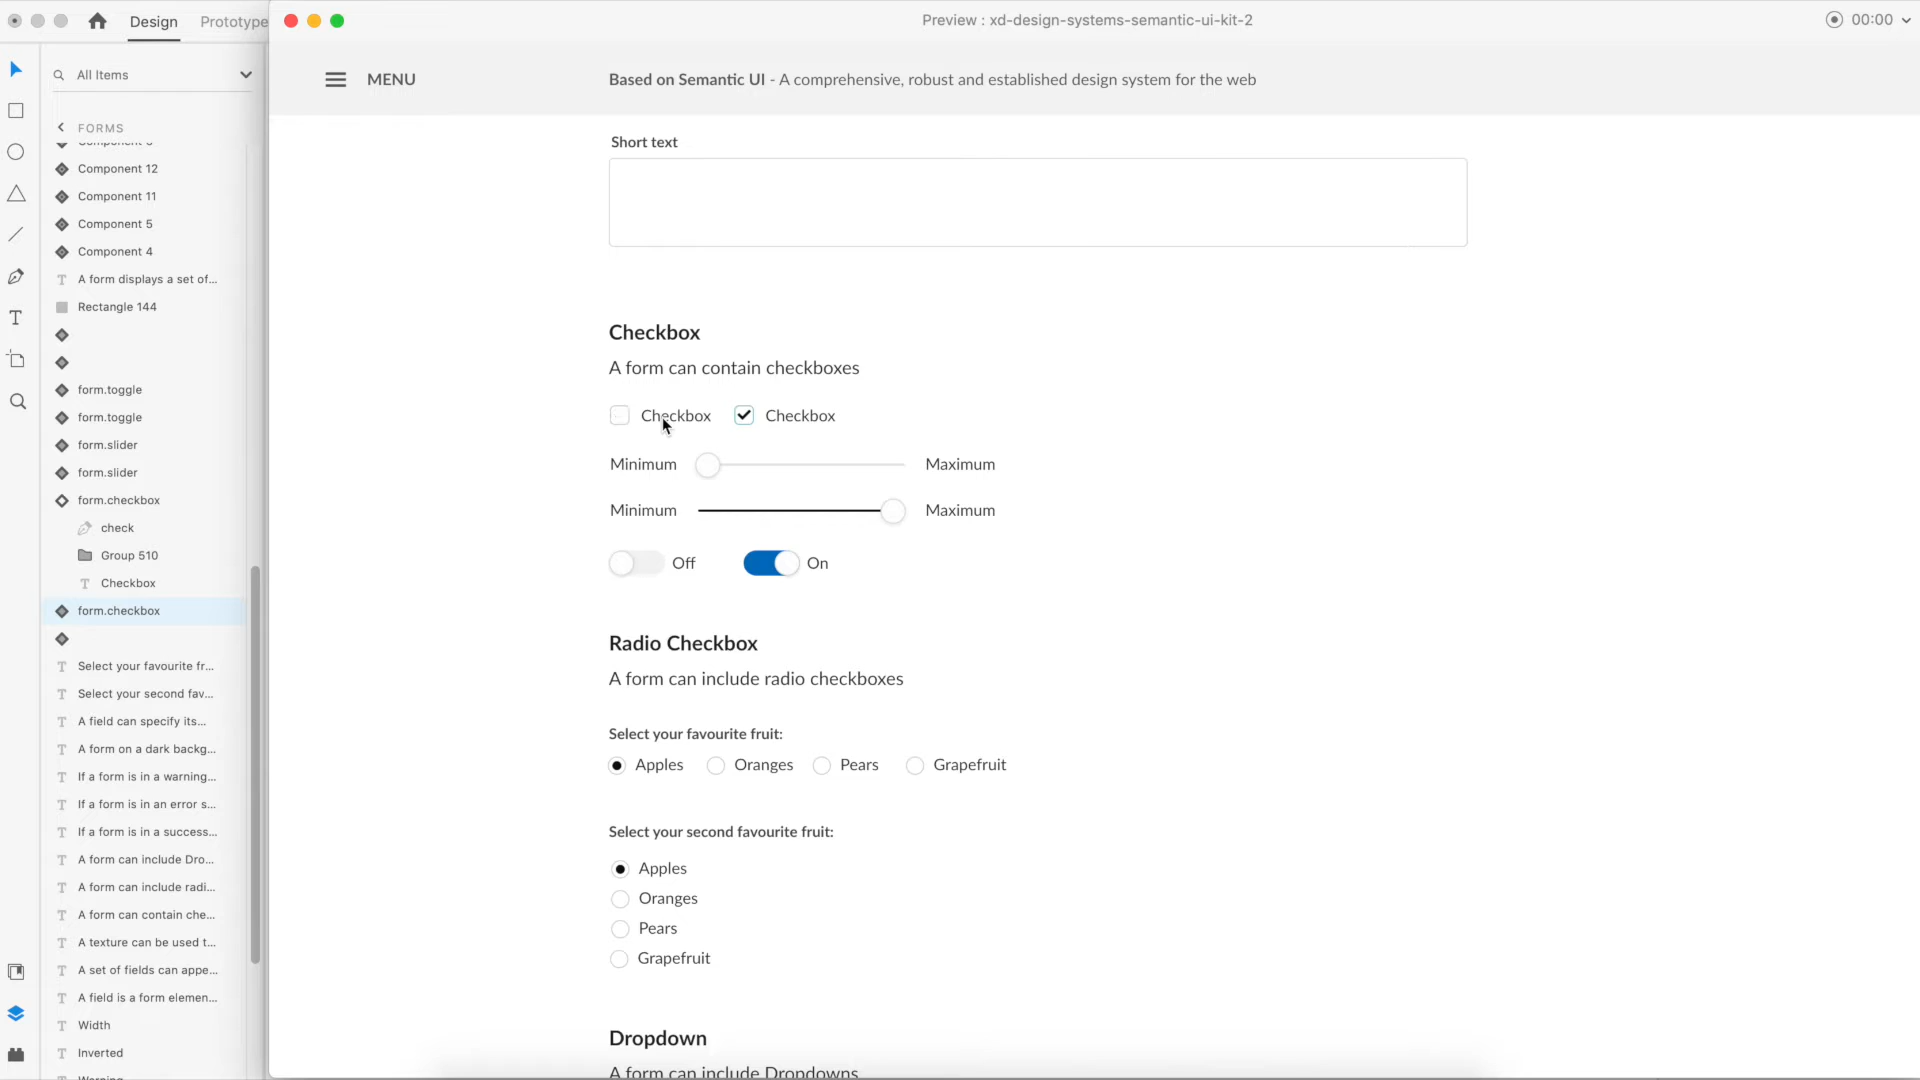 Design
Prototype
Preview : xd-design-systems-semantic-ui-kit-2
00:00
All Items
FORMS
Component 12
Component 11
Component 5
Component 4
A form displays a set of...
Rectangle 144
form.toggle
form.toggle
form.slider
form.slider
form.checkbox
check
Group 510
Checkbox
form.checkbox
Select your favourite fr...
Select your second fav...
A field can specify its...
A form on a dark backg...
If a form is in a warning...
If a form is in an error s...
If a form is in a success...
A form can include Dro...
A form can include radi...
A form can contain che...
A texture can be used t...
A set of fields can appe...
A field is a form elemen...
Width
Inverted
MENU
Based on Semantic UI - A comprehensive, robust and established design system for the web
Short text
Checkbox
A form can contain checkboxes
Checkbox
Checkbox
Minimum
Maximum
Minimum
Maximum
Off
On
Radio Checkbox
A form can include radio checkboxes
Select your favourite fruit:
Apples
Oranges
Pears
Grapefruit
Select your second favourite fruit:
Apples
Oranges
Pears
Grapefruit
Dropdown
A form can include Dropdowns